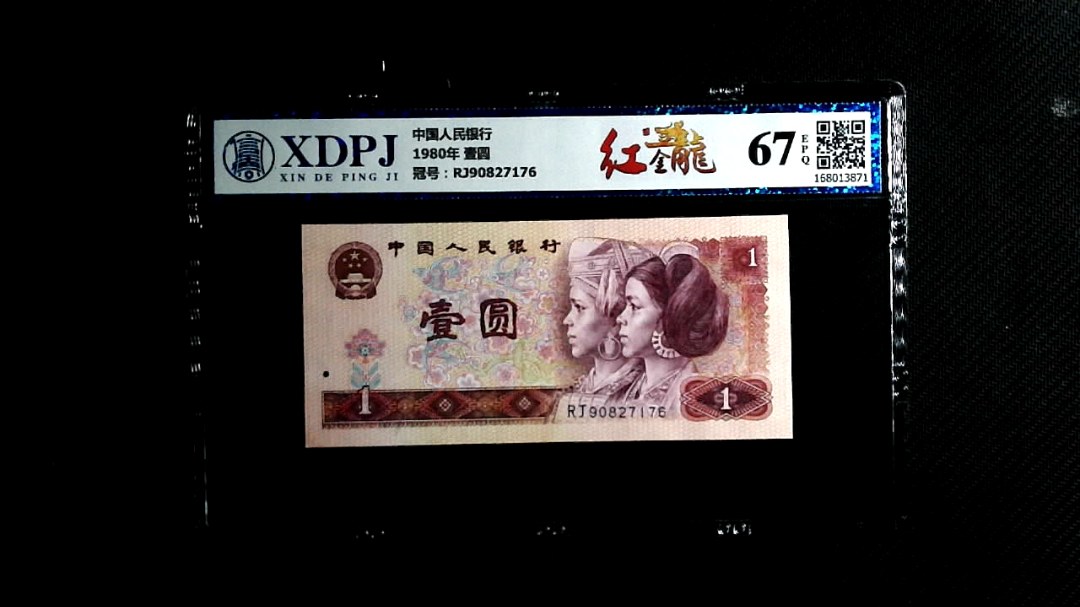 XDPJ
XIN DE PING JI
中国人民银行
1980年 壹圆
冠号：RJ90827176
红金龍
67
EPQ
168013871
中国人民银行
1
壹圆
1
RJ90827176
1